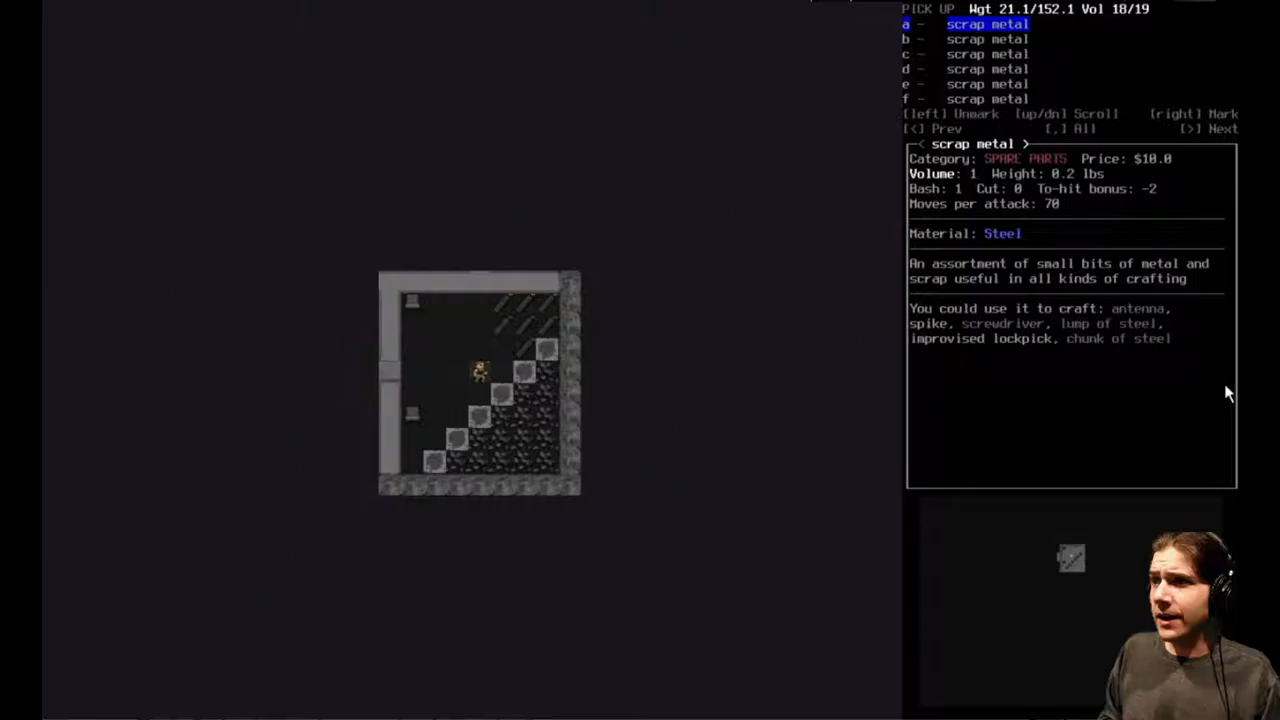 PICK UP Wgt 21.1/152.1 Vol 18/19
a - scrap metal
b - scrap metal
c - scrap metal
d - scrap metal
e - scrap metal
f - scrap metal
[left] Unmark [up/dn] Scroll [right] Mark
[<] Prev [,] All [>] Next
< scrap metal >
Category: SPARE PARTS Price: $10.0
Volume: 1 Weight: 0.2 lbs
Bash: 1 Cut: 0 To-hit bonus: -2
Moves per attack: 70
Material: Steel
An assortment of small bits of metal and
scrap useful in all kinds of crafting
You could use it to craft: antenna,
spike, screwdriver, lump of steel,
improvised lockpick, chunk of steel